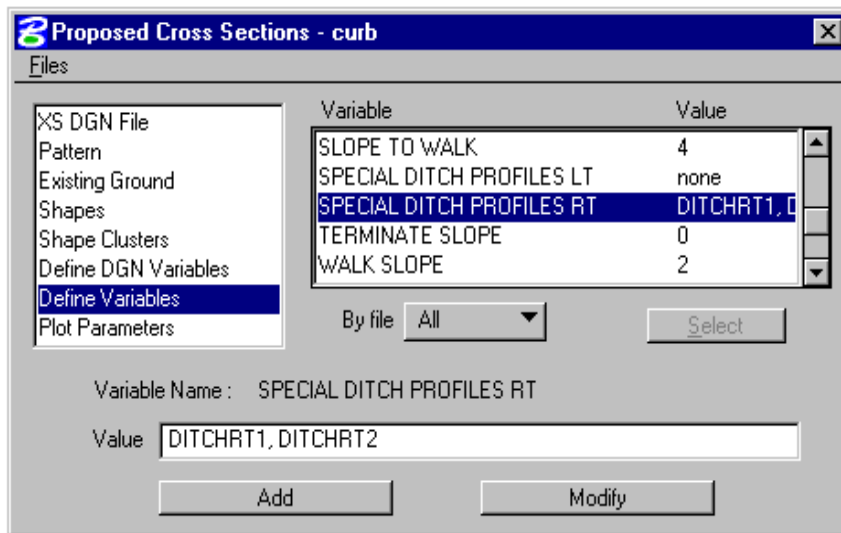 Proposed Cross Sections - curb
Files
XS DGN File
Pattern
Existing Ground
Shapes
Shape Clusters
Define DGN Variables
Define Variables
Plot Parameters
Variable Value
SLOPE TO WALK 4
SPECIAL DITCH PROFILES LT none
SPECIAL DITCH PROFILES RT DITCHRT1, D
TERMINATE SLOPE 0
WALK SLOPE 2
By file All Select
Variable Name : SPECIAL DITCH PROFILES RT
Value DITCHRT1, DITCHRT2
Add Modify